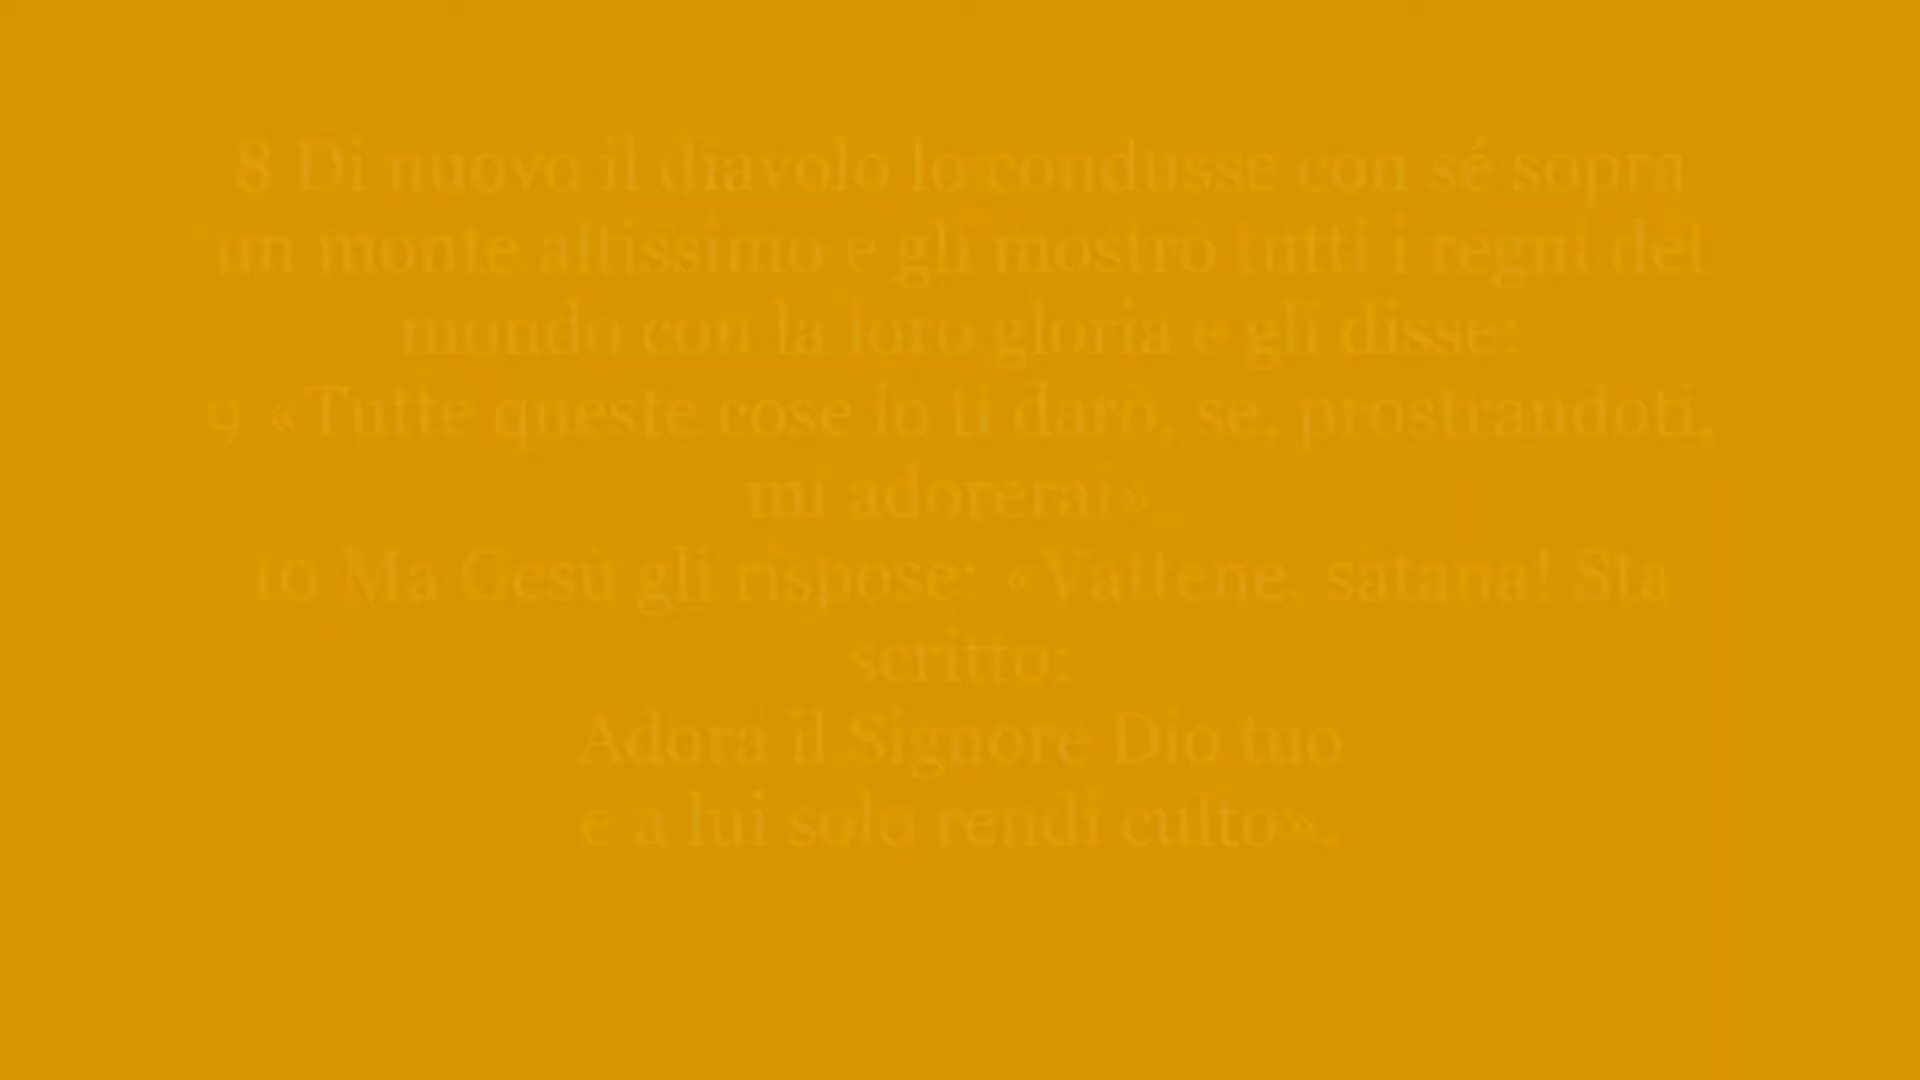 8 Di nuovo il diavolo lo condusse con sé sopra
un monte altissimo e gli mostrò tutti i regni del
mondo con la loro gloria e gli disse:
9 «Tutte queste cose io ti darò, se, prostrandoti,
mi adorerai».
10 Ma Gesù gli rispose: «Vattene, satana! Sta
scritto:
Adora il Signore Dio tuo
e a lui solo rendi culto».